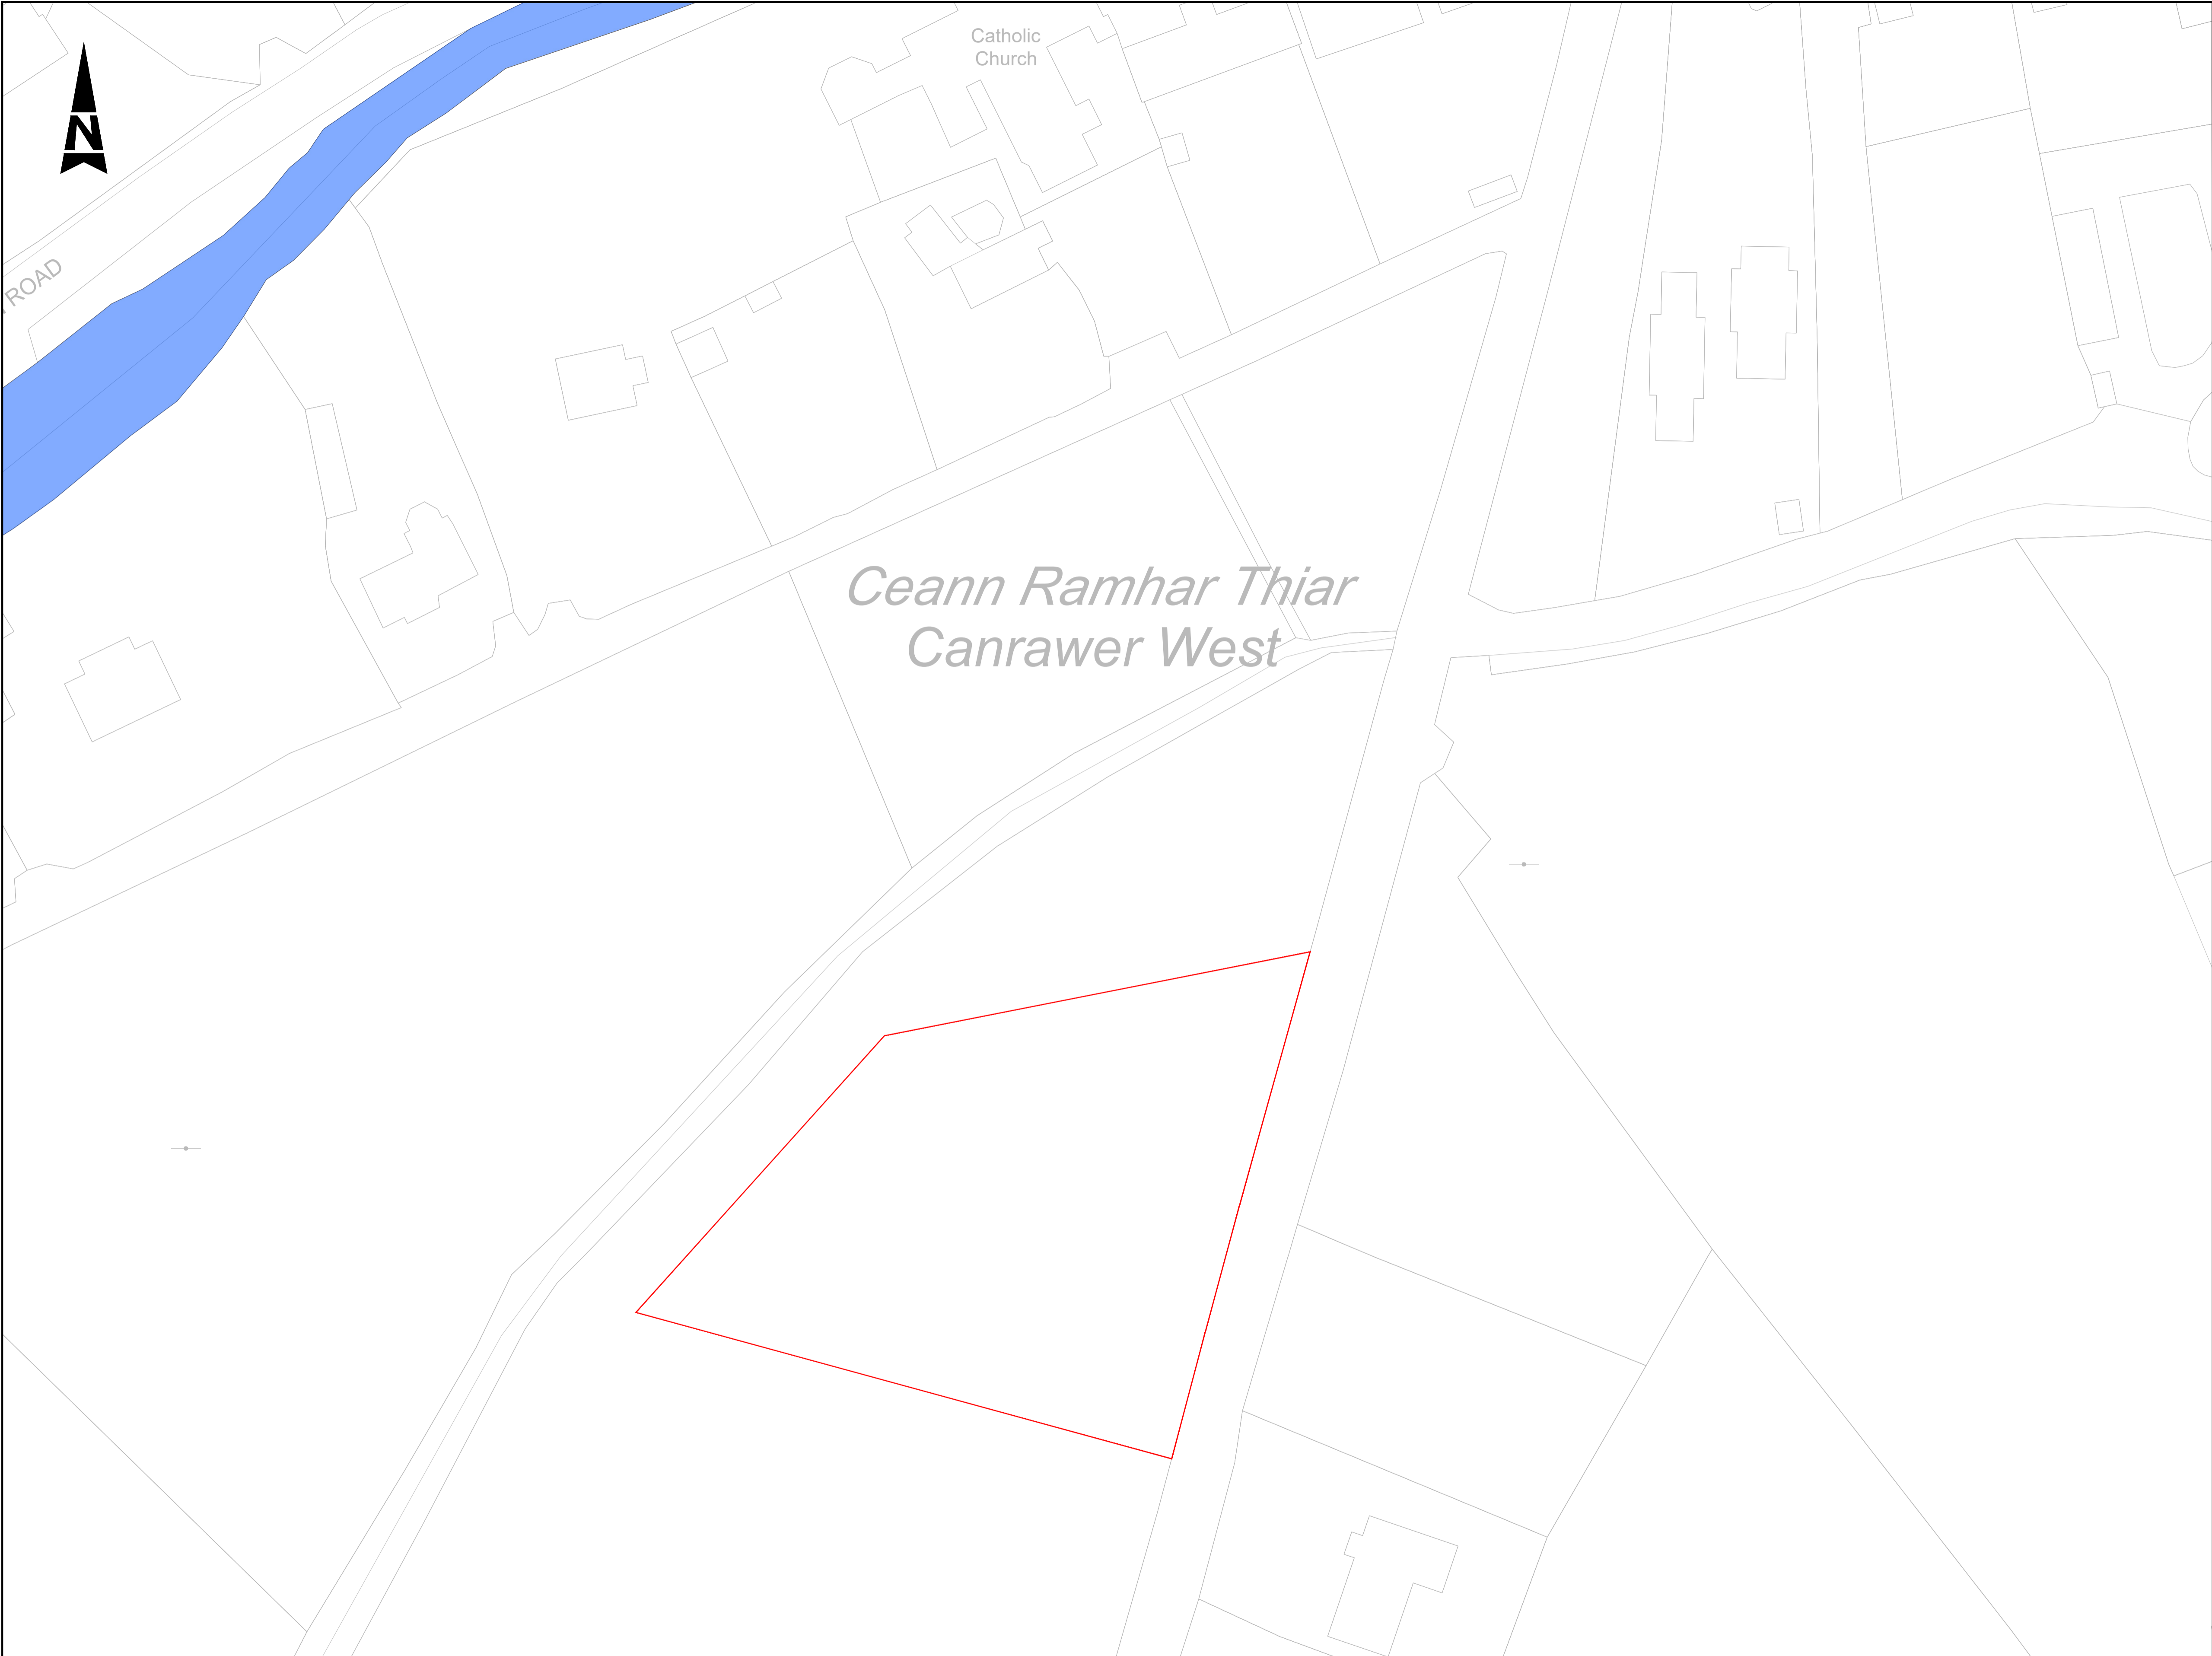 Catholic
Church
N
ROAD
Ceann Ramhar Thiar
Canrawer West